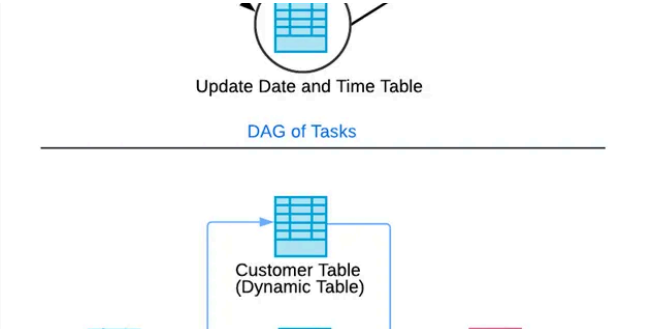 Update Date and Time Table
DAG of Tasks
Customer Table
(Dynamic Table)